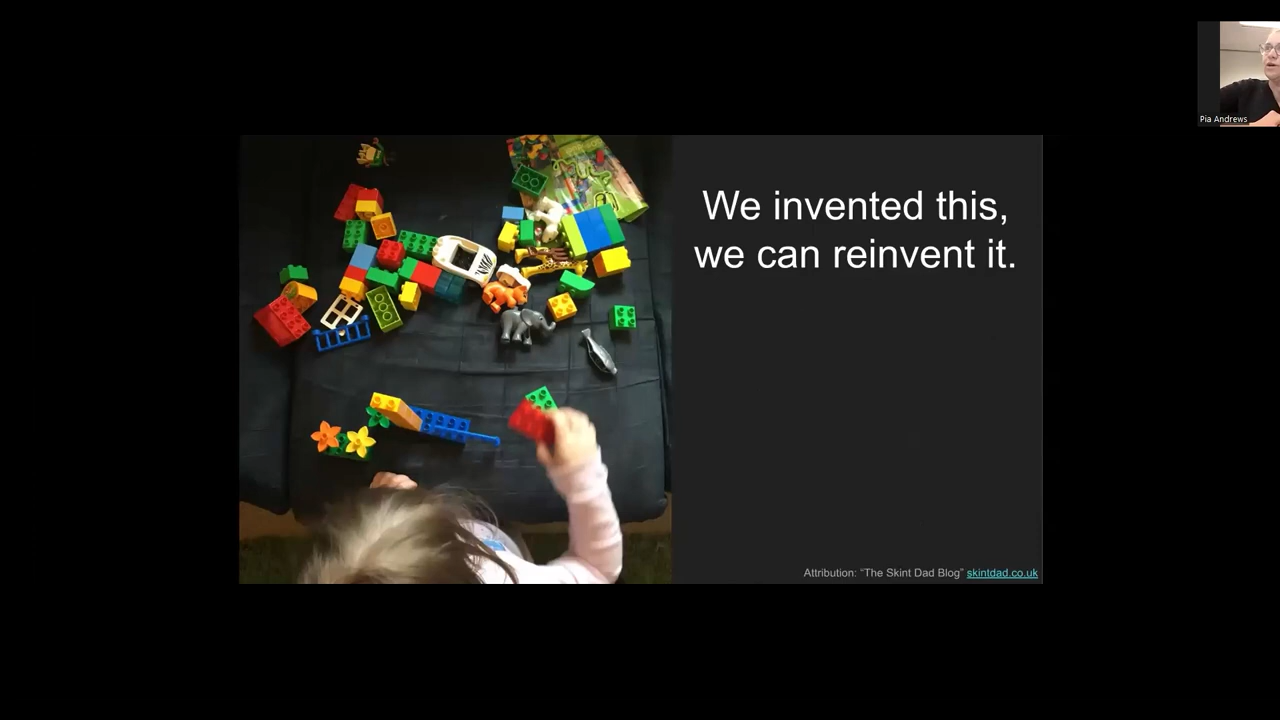 Pia Andrews
We invented this,
we can reinvent it.
Attribution: “The Skint Dad Blog” skintdad.co.uk